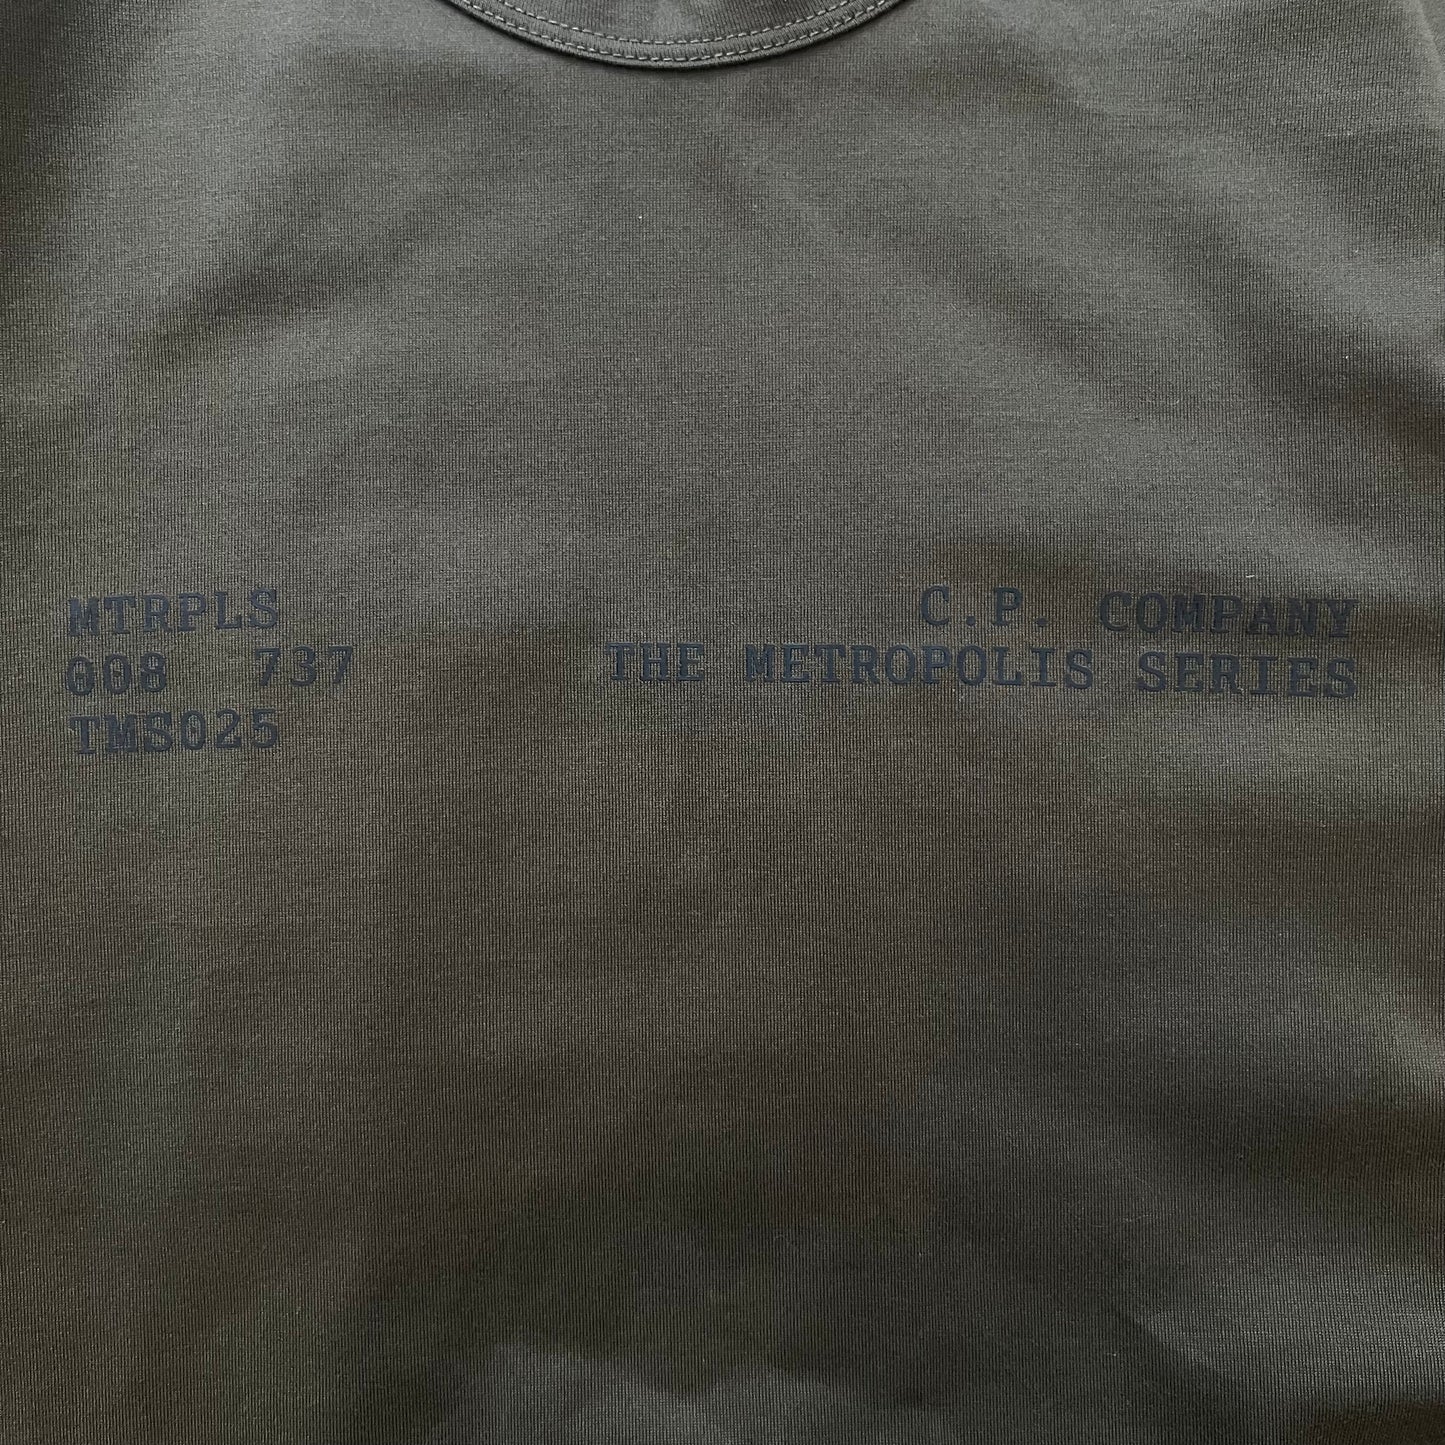 MTRPLS
008 737
TMS025
C.P. COMPANY
THE METROPOLIS SERIES